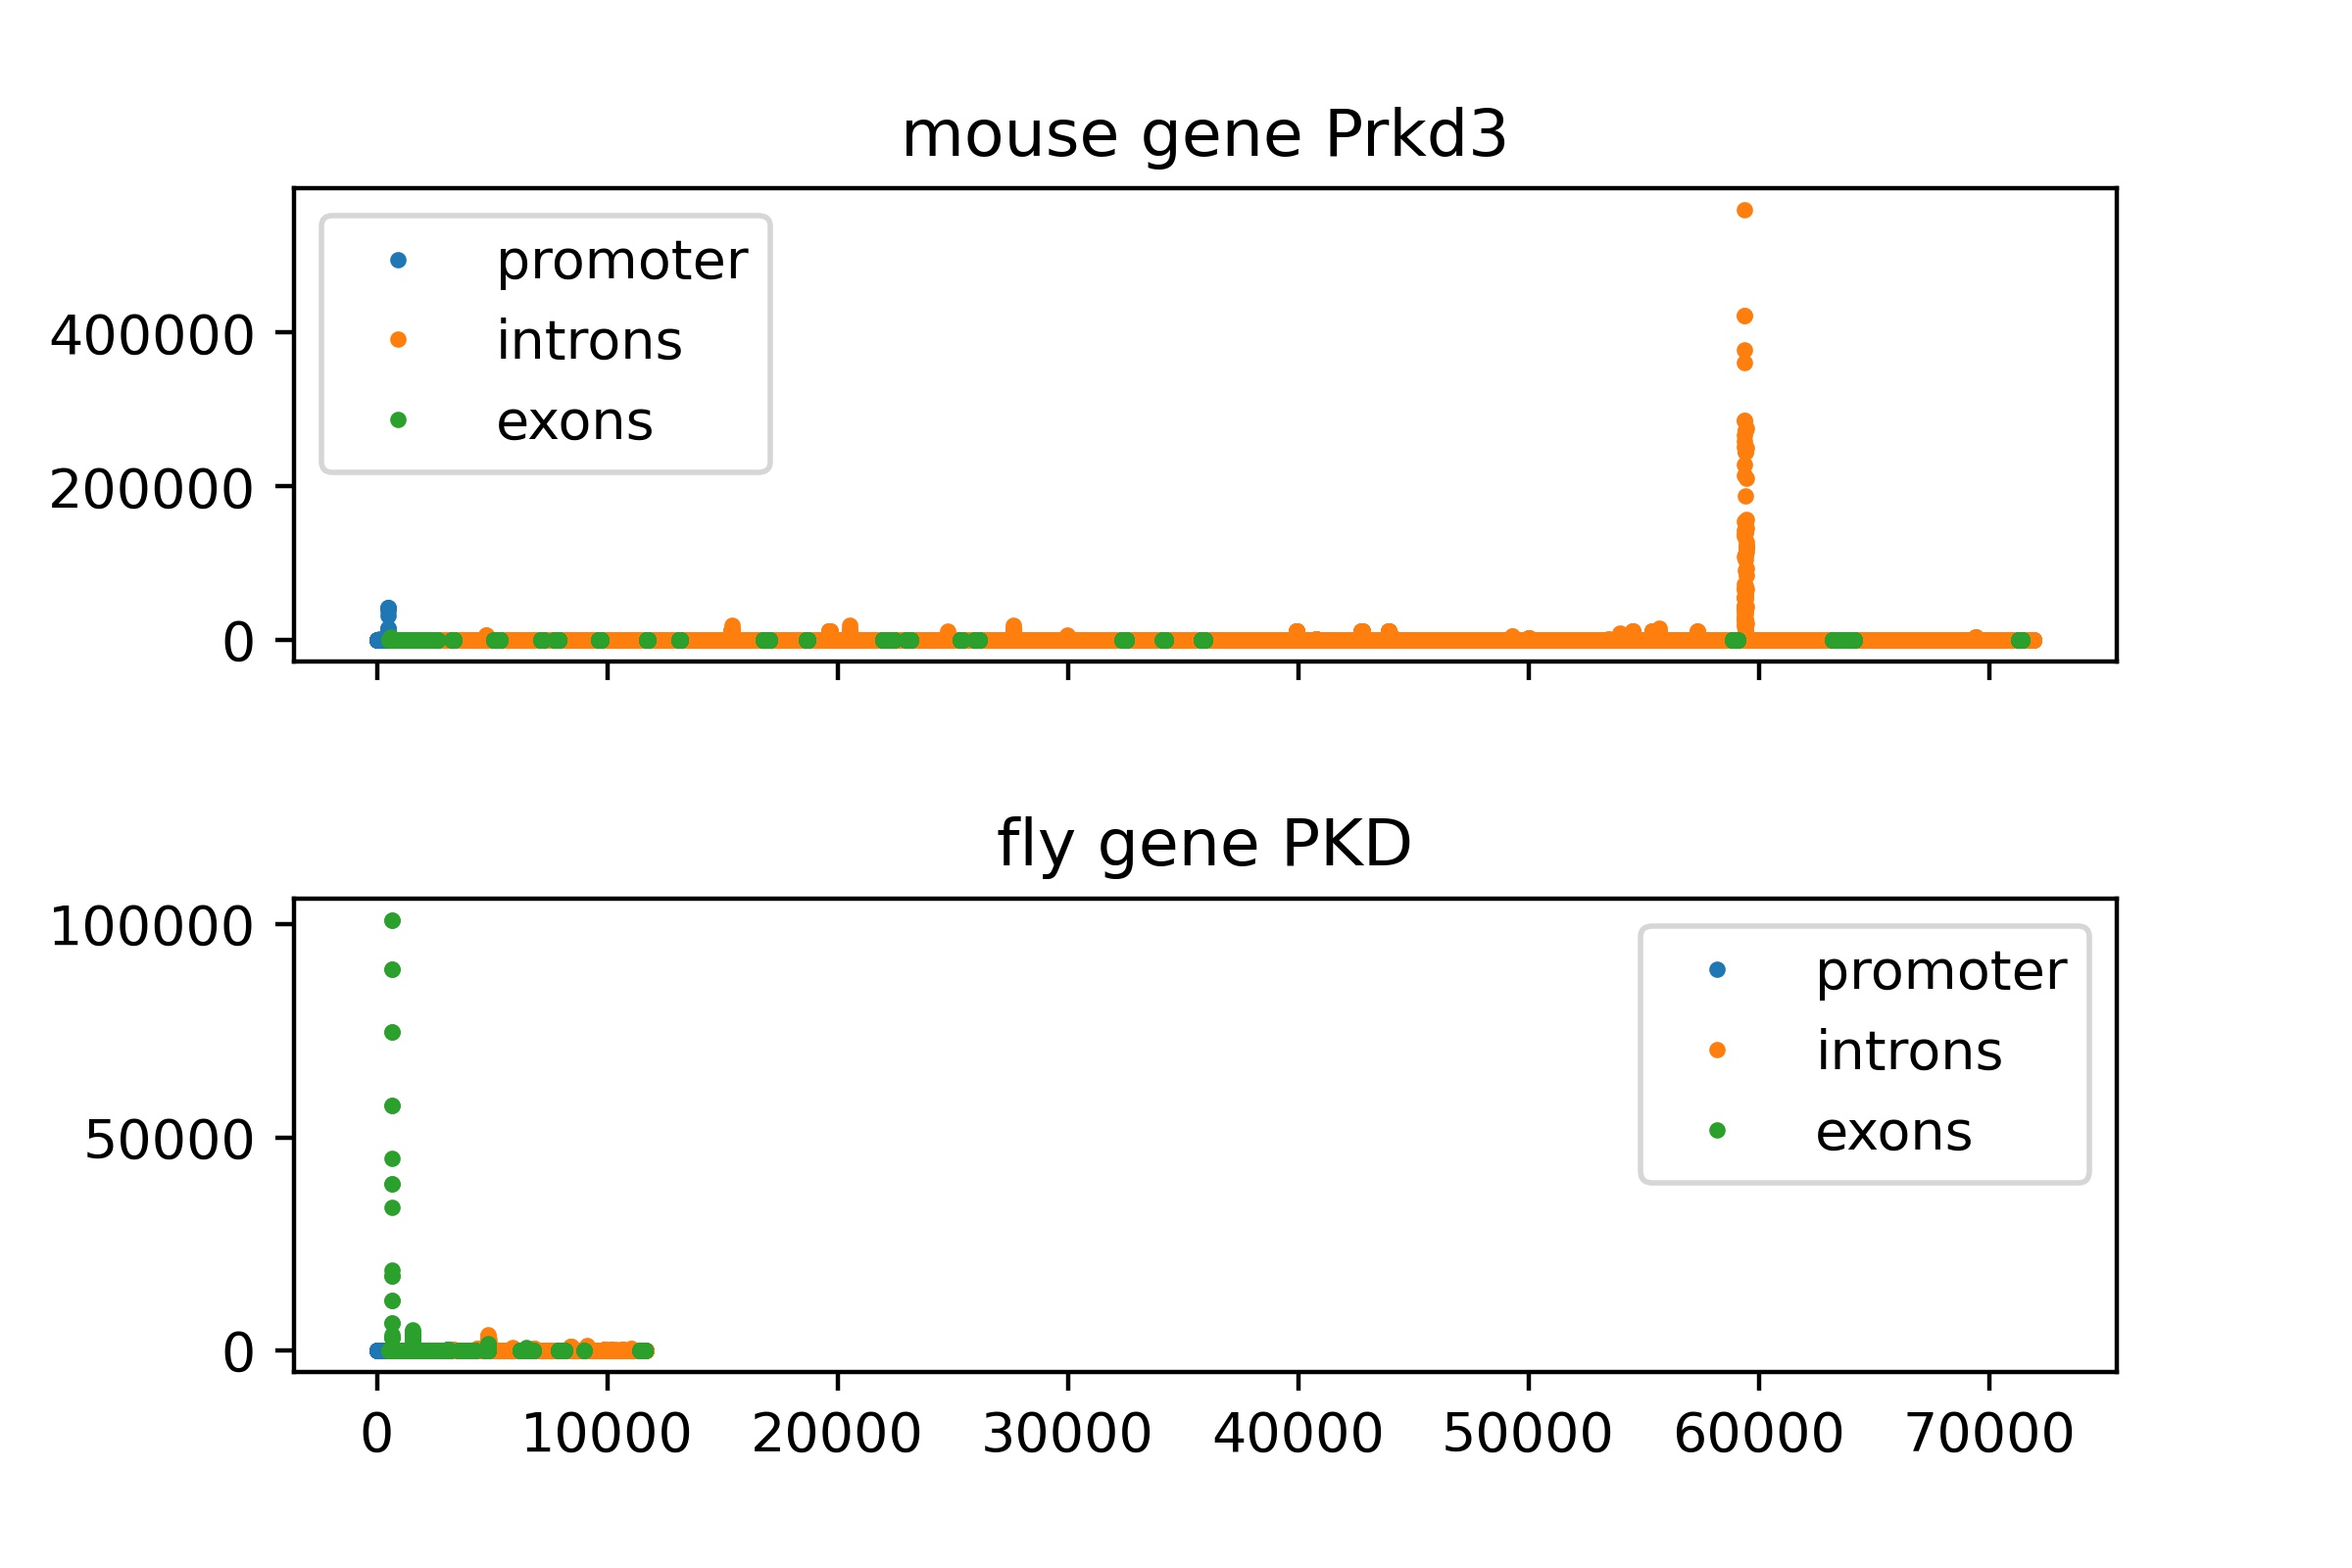 mouse gene Prkd3
promoter
introns
exons
400000
200000
0
fly gene PKD
100000
50000
0
promoter
introns
exons
0 10000 20000 30000 40000 50000 60000 70000